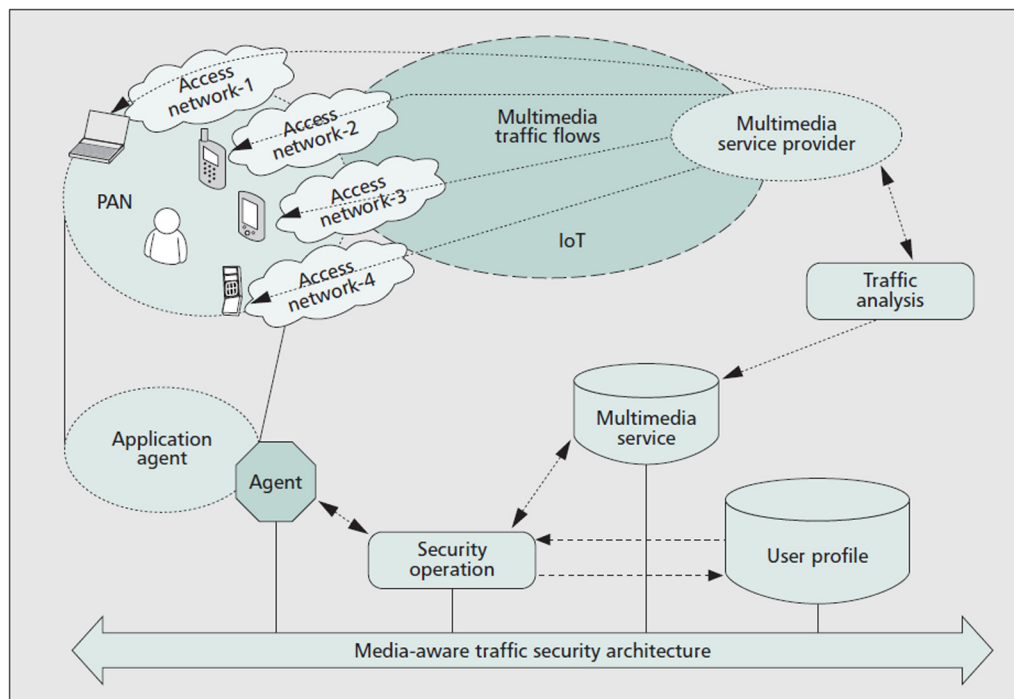 Access
network-1
Access
network-2
Multimedia
traffic flows
Multimedia
service provider
PAN
Access
network-3
IoT
Access
network-4
Traffic
analysis
Multimedia
service
Application
agent
Agent
Security
operation
User profile
Media-aware traffic security architecture